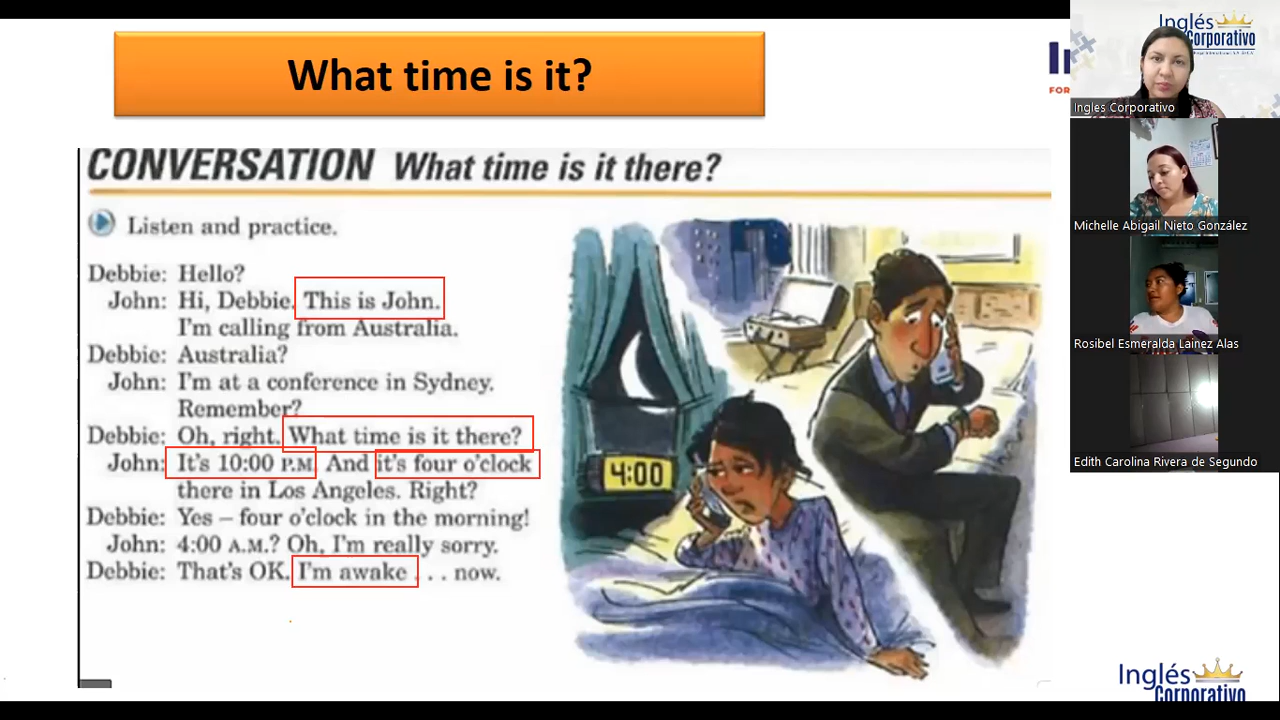 What time is it?
CONVERSATION What time is it there?
Listen and practice.
Debbie: Hello?
John: Hi, Debbie. This is John.
I'm calling from Australia.
Debbie: Australia?
John: I'm at a conference in Sydney.
Remember?
Debbie: Oh, right. What time is it there?
John: It's 10:00 P.M. And it's four o'clock
there in Los Angeles. Right?
Debbie: Yes – four o'clock in the morning!
John: 4:00 A.M.? Oh, I'm really sorry.
Debbie: That's OK. I'm awake . . . now.
4:00
Inglés
Corporativo
Ingles Corporativo
Michelle Abigail Nieto González
Rosibel Esmeralda Lainez Alas
Edith Carolina Rivera de Segundo
Inglés
Corporativo